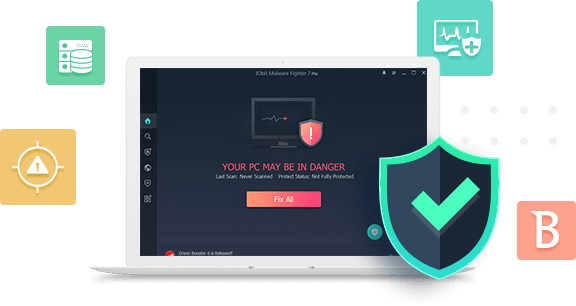 IObit Malware Fighter 7 Pro
YOUR PC MAY BE IN DANGER
Last Scan: Never Scanned | Protect Status: Not Fully Protected
Fix All
Driver Booster 6 is Released!
B